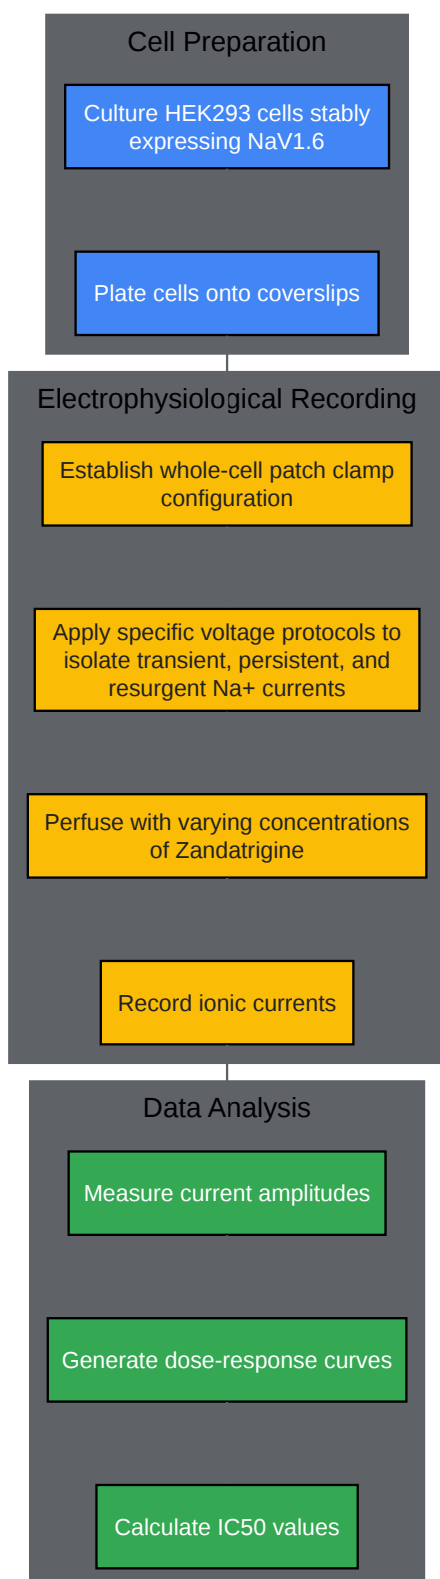 Cell Preparation
Culture HEK293 cells stably
expressing NaV1.6
Plate cells onto coverslips
Electrophysiological Recording
Establish whole-cell patch clamp
configuration
Apply specific voltage protocols to
isolate transient, persistent, and
resurgent Na+ currents
Perfuse with varying concentrations
of Zandatrigine
Record ionic currents
Data Analysis
Measure current amplitudes
Generate dose-response curves
Calculate IC50 values